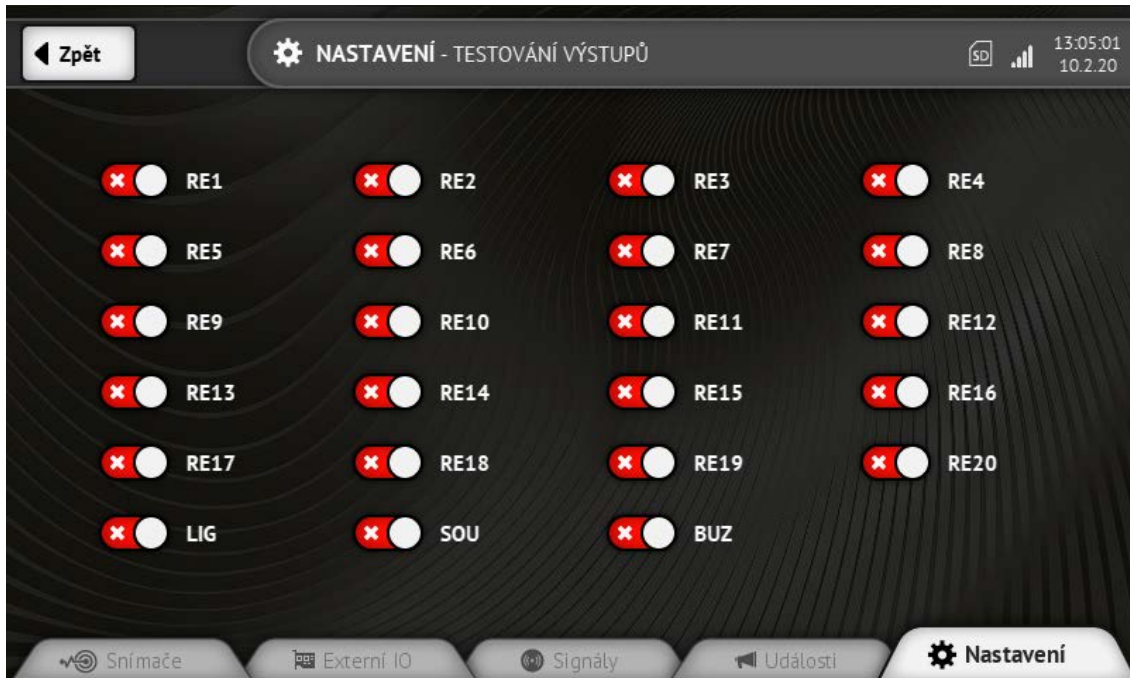 Zpět
NASTAVENÍ - TESTOVÁNÍ VÝSTUPŮ
SD
13:05:01
10.2.20
RE1 RE2 RE3 RE4
RE5 RE6 RE7 RE8
RE9 RE10 RE11 RE12
RE13 RE14 RE15 RE16
RE17 RE18 RE19 RE20
LIG SOU BUZ
Snímače Externí IO Signály Události Nastavení